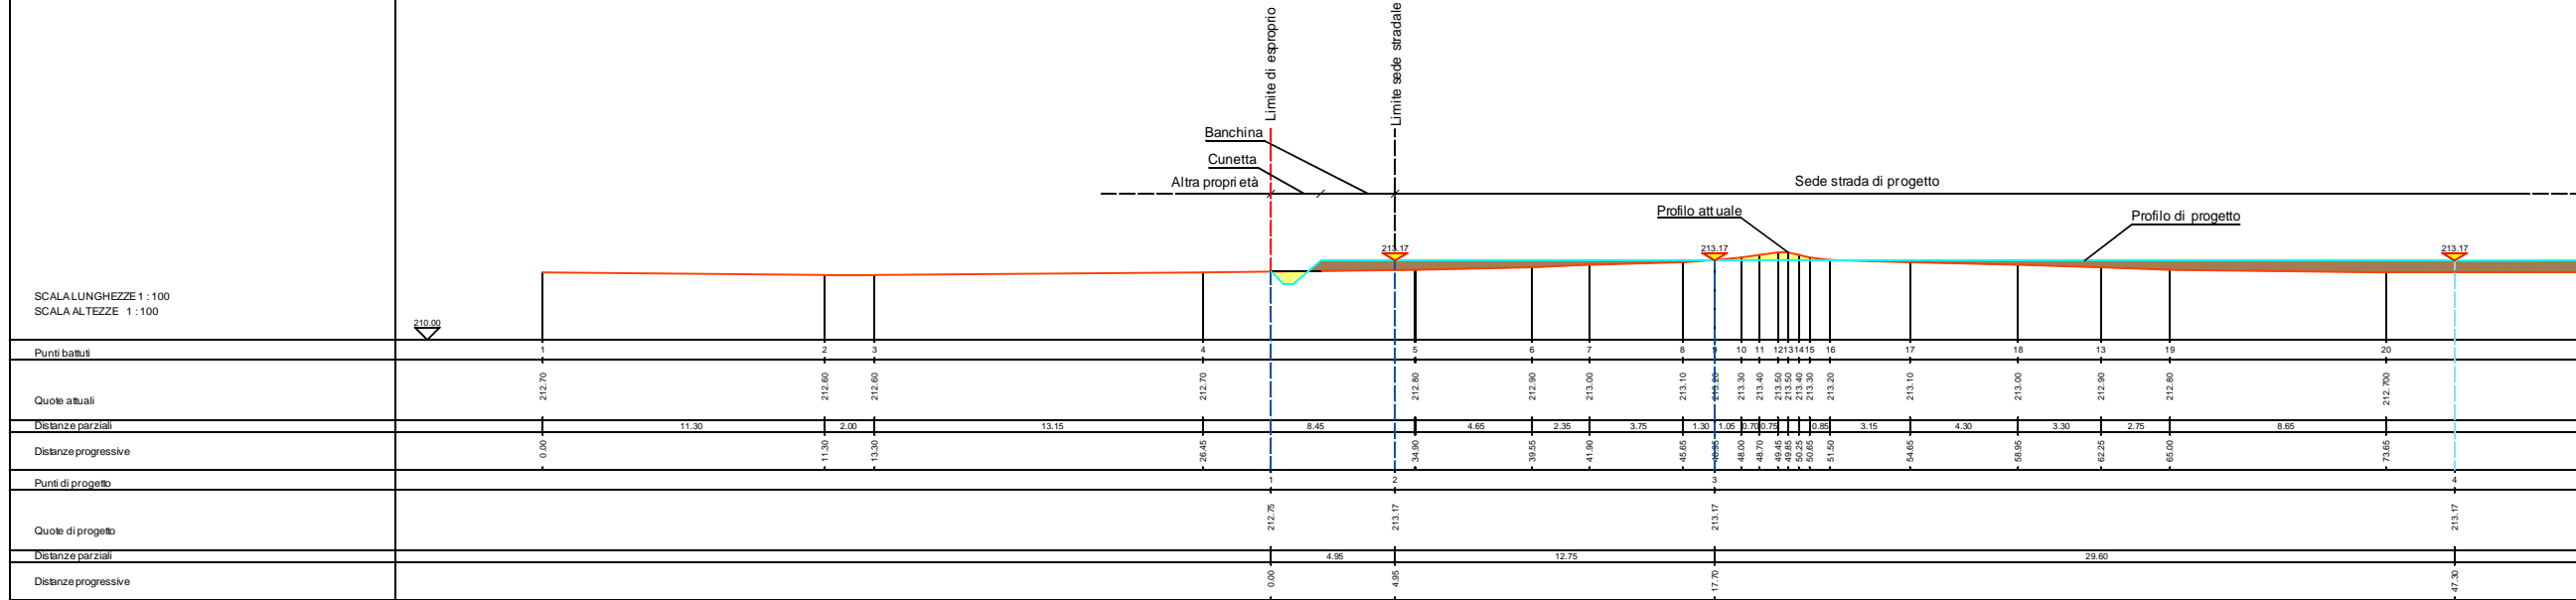 Limite di esproprio
Limite sede stradale
Banchina
Cunetta
Altra proprietà
Sede strada di progetto
Profilo attuale
Profilo di progetto
213.17 213.17 213.17
SCALA LUNGHEZZE 1 : 100
SCALA ALTEZZE 1 : 100
210.00
Punti battuti 1 2 3 4 5 6 7 8 9 10 11 12 13 14 15 16 17 18 13 19 20
Quote attuali 212.70 212.60 212.60 212.70 212.80 212.90 213.00 213.10 213.20 213.30 213.40 213.50 213.50 213.40 213.30 213.20 213.10 213.00 212.90 212.80 212.700
Distanze parziali 11.30 2.00 13.15 8.45 4.65 2.35 3.75 1.30 1.05 0.70 0.75 0.85 3.15 4.30 3.30 2.75 8.65
Distanze progressive 0.00 11.30 13.30 26.45 34.90 39.55 41.90 45.65 46.95 48.00 48.70 49.45 49.85 50.25 50.65 51.50 54.65 58.95 62.25 65.00 73.65
Punti di progetto 1 2 3 4
Quote di progetto 212.75 213.17 213.17 213.17
Distanze parziali 4.95 12.75 29.60
Distanze progressive 0.00 4.95 17.70 47.30